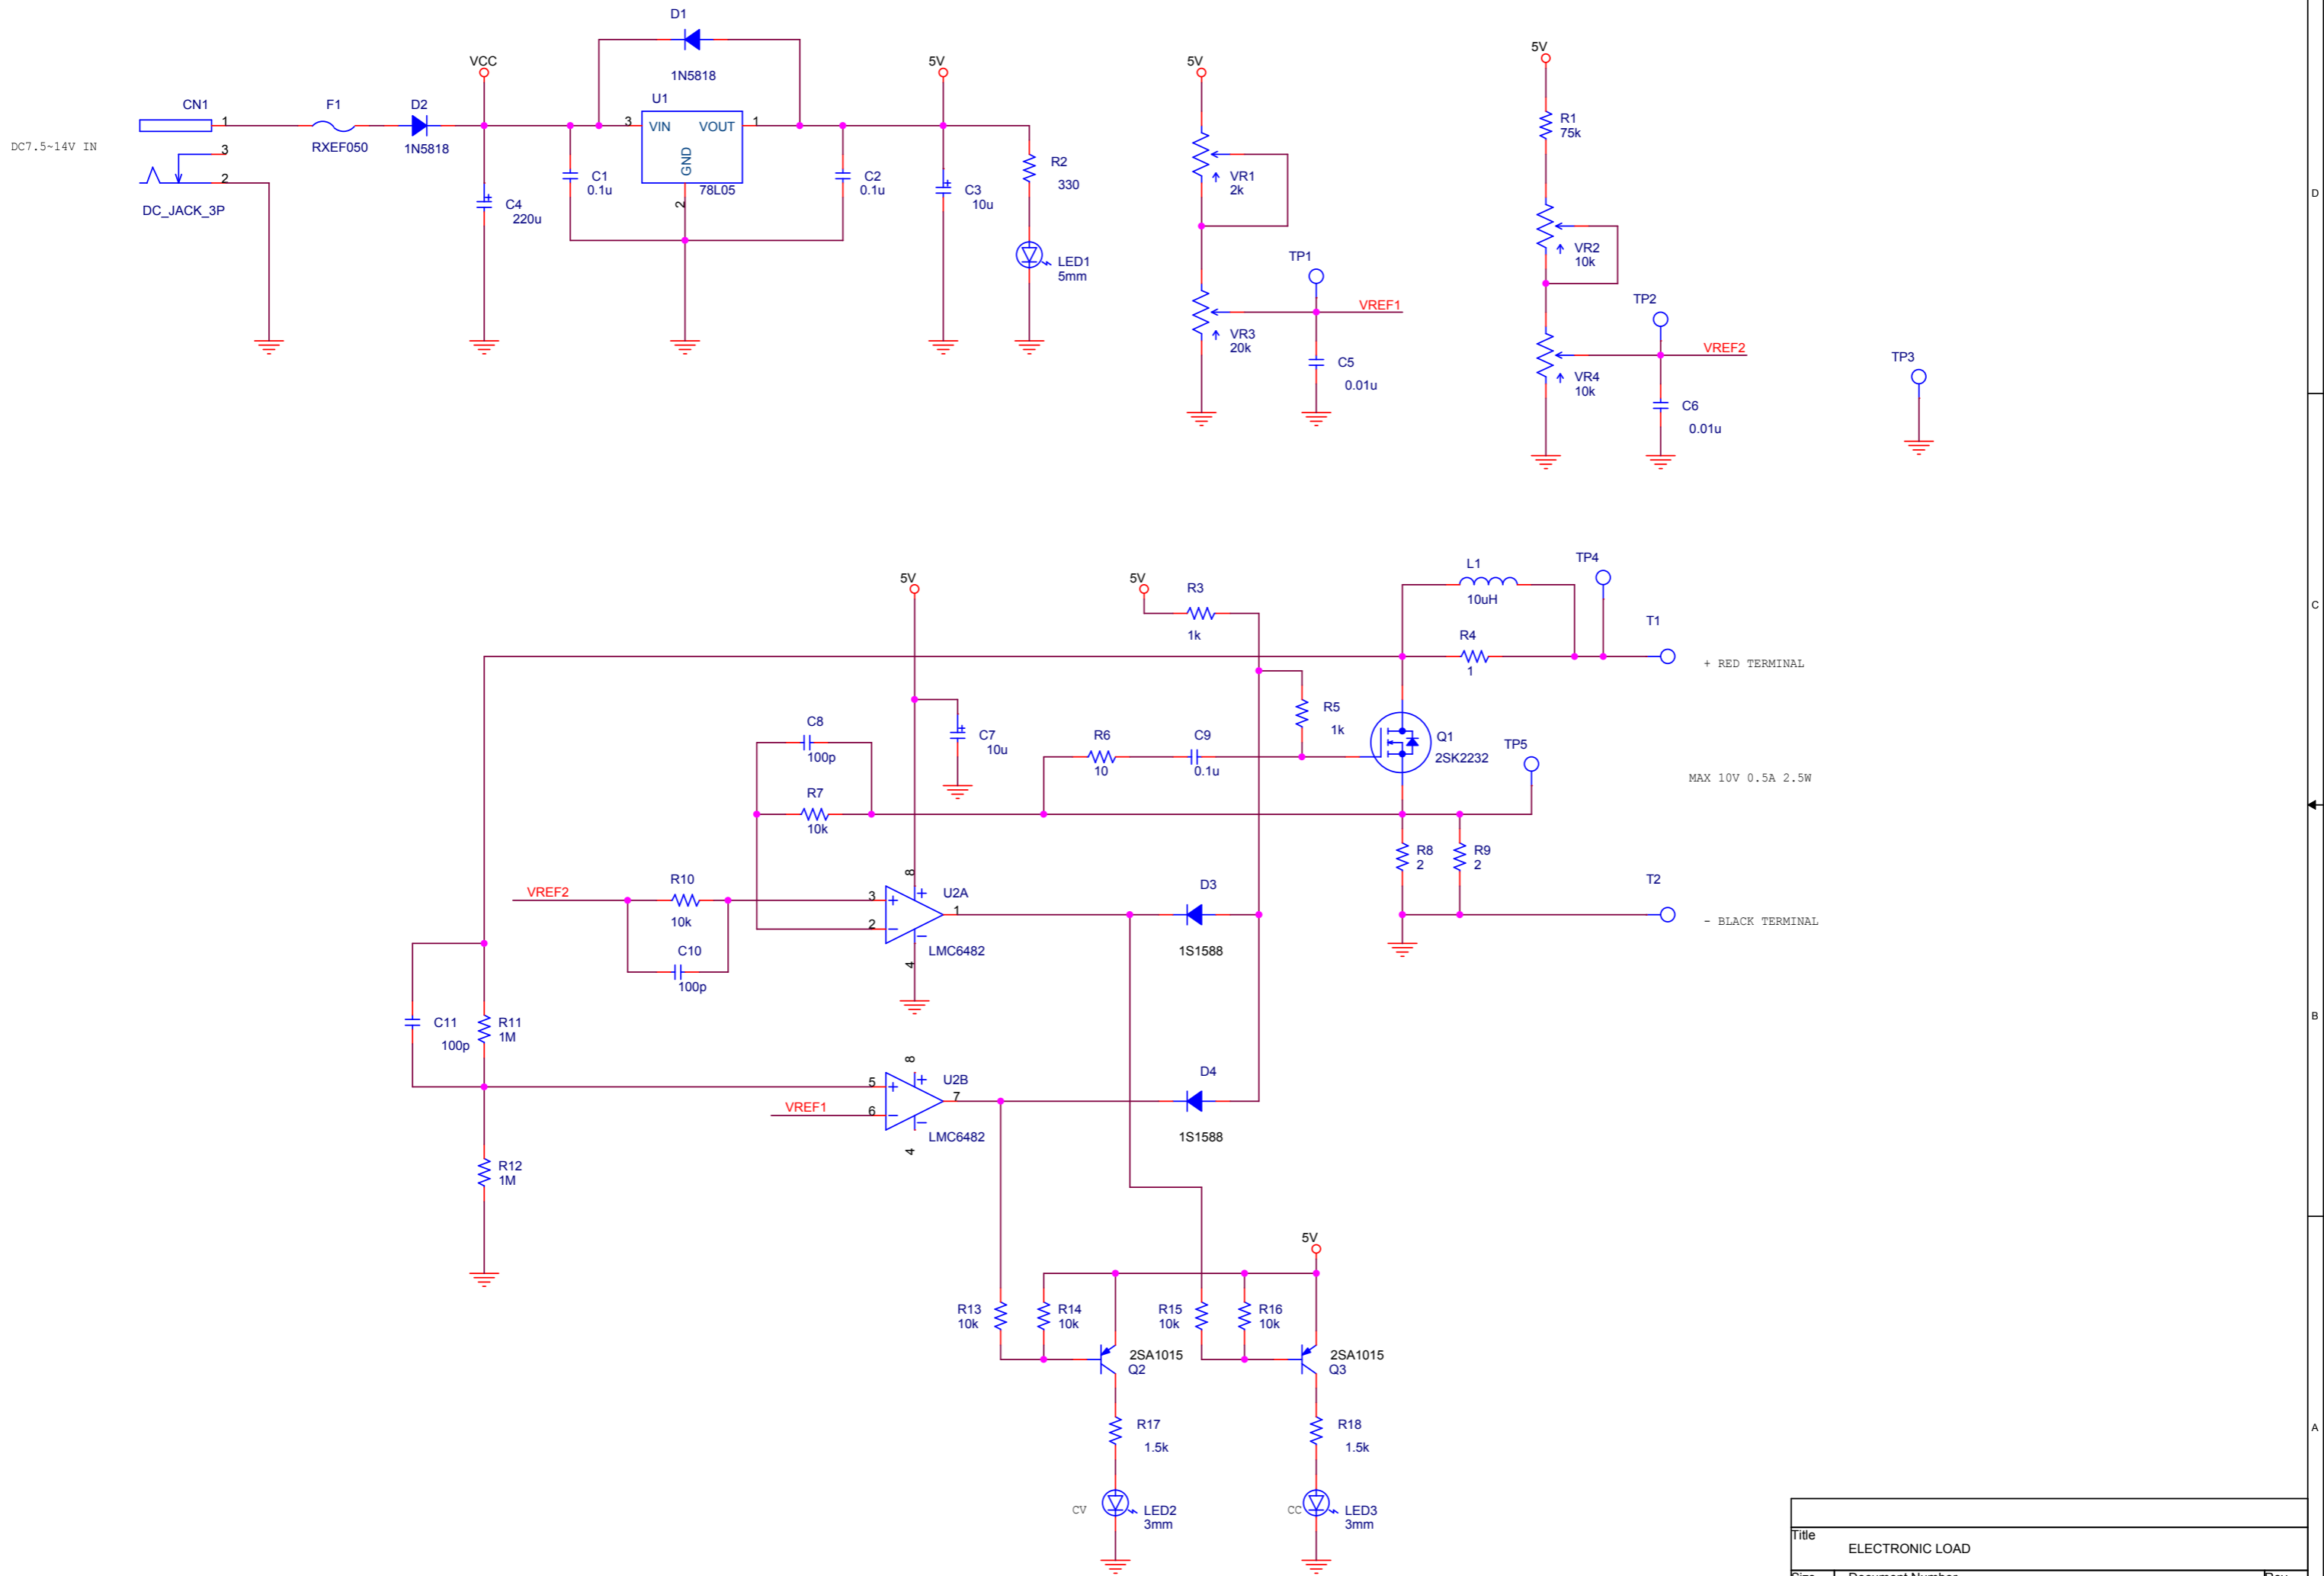 D1
1N5818
VCC
5V
CN1
1
F1
RXEF050
D2
1N5818
U1
3
VIN
VOUT
1
GND
78L05
2
DC7.5~14V IN
3
2
DC_JACK_3P
C4
220u
C1
0.1u
C2
0.1u
C3
10u
R2
330
LED1
5mm
5V
VR1
2k
TP1
VREF1
VR3
20k
C5
0.01u
5V
R1
75k
VR2
10k
TP2
VREF2
VR4
10k
C6
0.01u
TP3
D
C
B
A
5V
5V
R3
1k
L1
10uH
TP4
R4
1
T1
+ RED TERMINAL
C8
100p
C7
10u
R6
10
C9
0.1u
R5
1k
Q1
2SK2232
TP5
MAX 10V 0.5A 2.5W
R7
10k
R8
2
R9
2
VREF2
R10
10k
C10
100p
8
3
2
1
4
U2A
LMC6482
D3
1S1588
T2
- BLACK TERMINAL
C11
100p
R11
1M
8
5
6
7
4
U2B
LMC6482
VREF1
D4
1S1588
R12
1M
5V
R13
10k
R14
10k
R15
10k
R16
10k
2SA1015
Q2
2SA1015
Q3
R17
1.5k
R18
1.5k
CV
LED2
3mm
CC
LED3
3mm
Title
ELECTRONIC LOAD
Size
Document Number
Rev